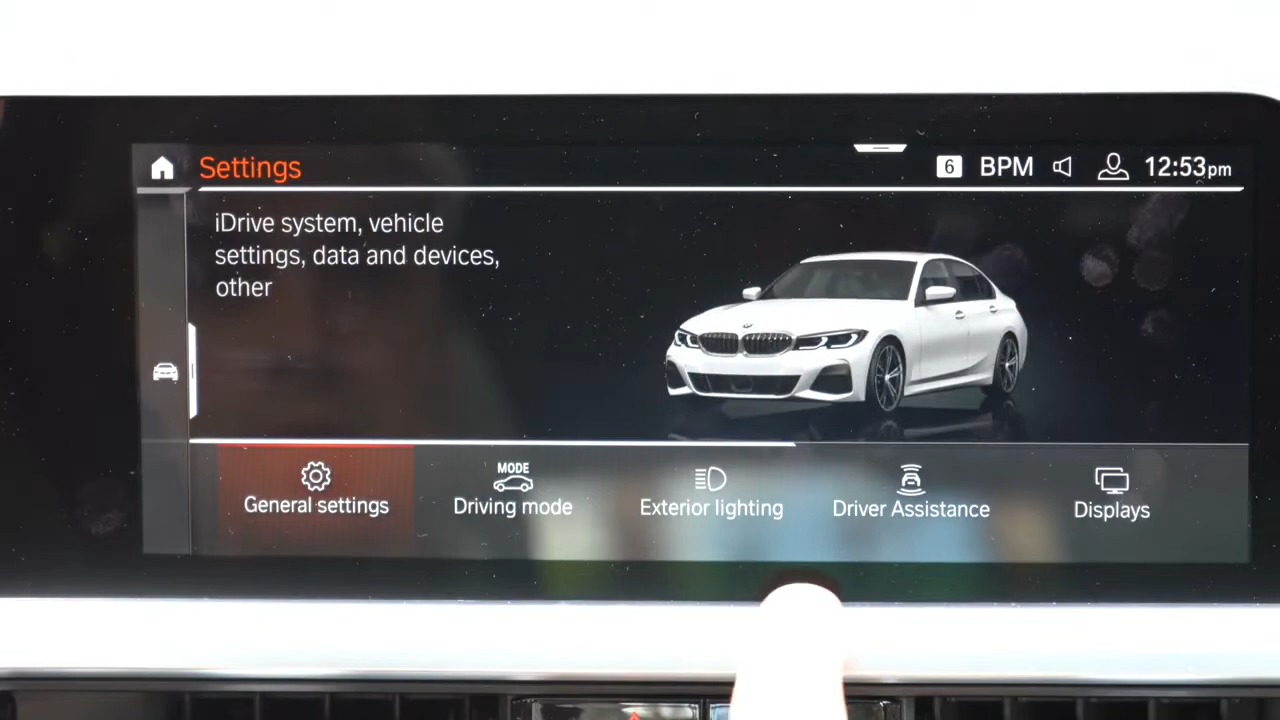 Settings
6 BPM 12:53pm
iDrive system, vehicle
settings, data and devices,
other
General settings
MODE
Driving mode
Exterior lighting
Driver Assistance
Displays